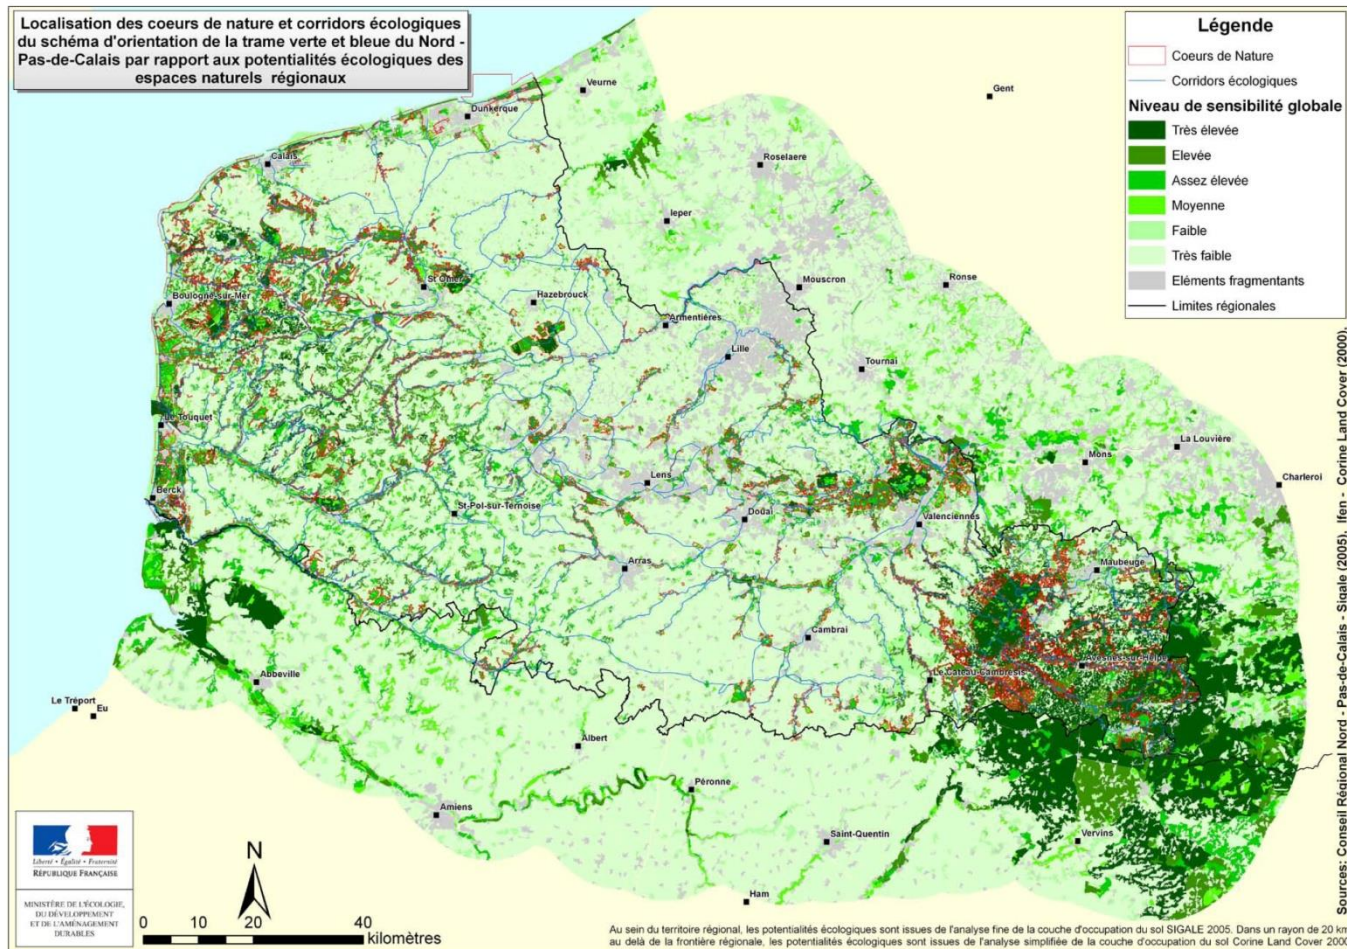 Localisation des coeurs de nature et corridors écologiques
du schéma d'orientation de la trame verte et bleue du Nord -
Pas-de-Calais par rapport aux potentialités écologiques des
espaces naturels régionaux
Légende
Coeurs de Nature
Corridors écologiques
Niveau de sensibilité globale
Très élevée
Elevée
Assez élevée
Moyenne
Faible
Très faible
Eléments fragmentants
Limites régionales
Veurne
Gent
Dunkerque
Calais
Roselaere
Ieper
St Omer
Mouscron
Ronse
Boulogne-sur-Mer
Hazebrouck
Armentières
Lille
Tournai
Le Touquet
La Louvière
Mons
Charleroi
Lens
Berck
St-Pol-sur-Ternoise
Douai
Valenciennes
Arras
Maubeuge
Cambrai
Avesnes-sur-Helpe
Le Cateau-Cambrésis
Abbeville
Le Tréport
Eu
Albert
Péronne
Amiens
Saint-Quentin
Vervins
Ham
Liberté • Égalité • Fraternité
RÉPUBLIQUE FRANÇAISE
MINISTÈRE DE L'ÉCOLOGIE,
DU DÉVELOPPEMENT
ET DE L'AMÉNAGEMENT
DURABLES
N
0 10 20 40
kilomètres
Au sein du territoire régional, les potentialités écologiques sont issues de l'analyse fine de la couche d'occupation du sol SIGALE 2005. Dans un rayon de 20 km
au delà de la frontière régionale, les potentialités écologiques sont issues de l'analyse simplifiée de la couche d'occupation du sol Corine Land Cover 2000
Sources: Conseil Régional Nord - Pas-de-Calais - Sigale (2005), Ifen - Corine Land Cover (2000).